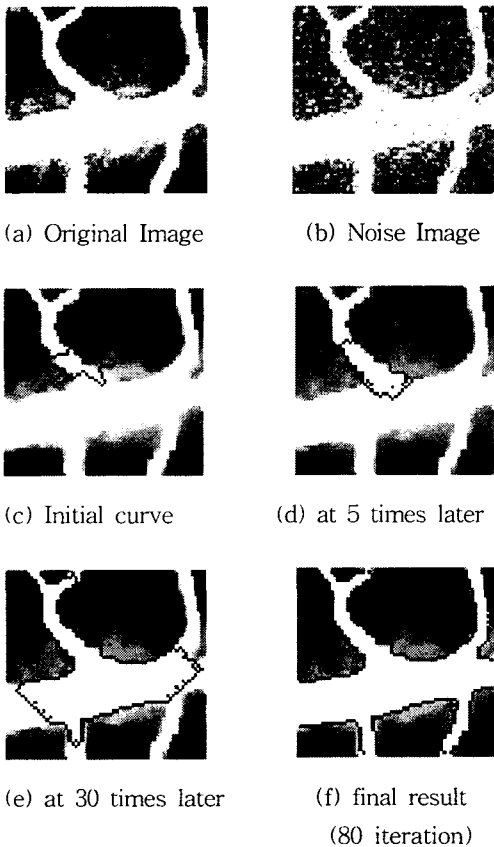 (a) Original Image
(b) Noise Image
(c) Initial curve
(d) at 5 times later
(e) at 30 times later
(f) final result
(80 iteration)